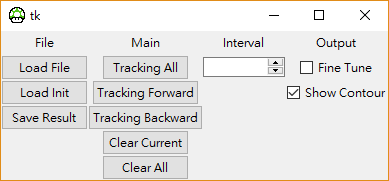 tk
File Main Interval Output
Load File Tracking All Fine Tune
Load Init Tracking Forward Show Contour
Save Result Tracking Backward
Clear Current
Clear All